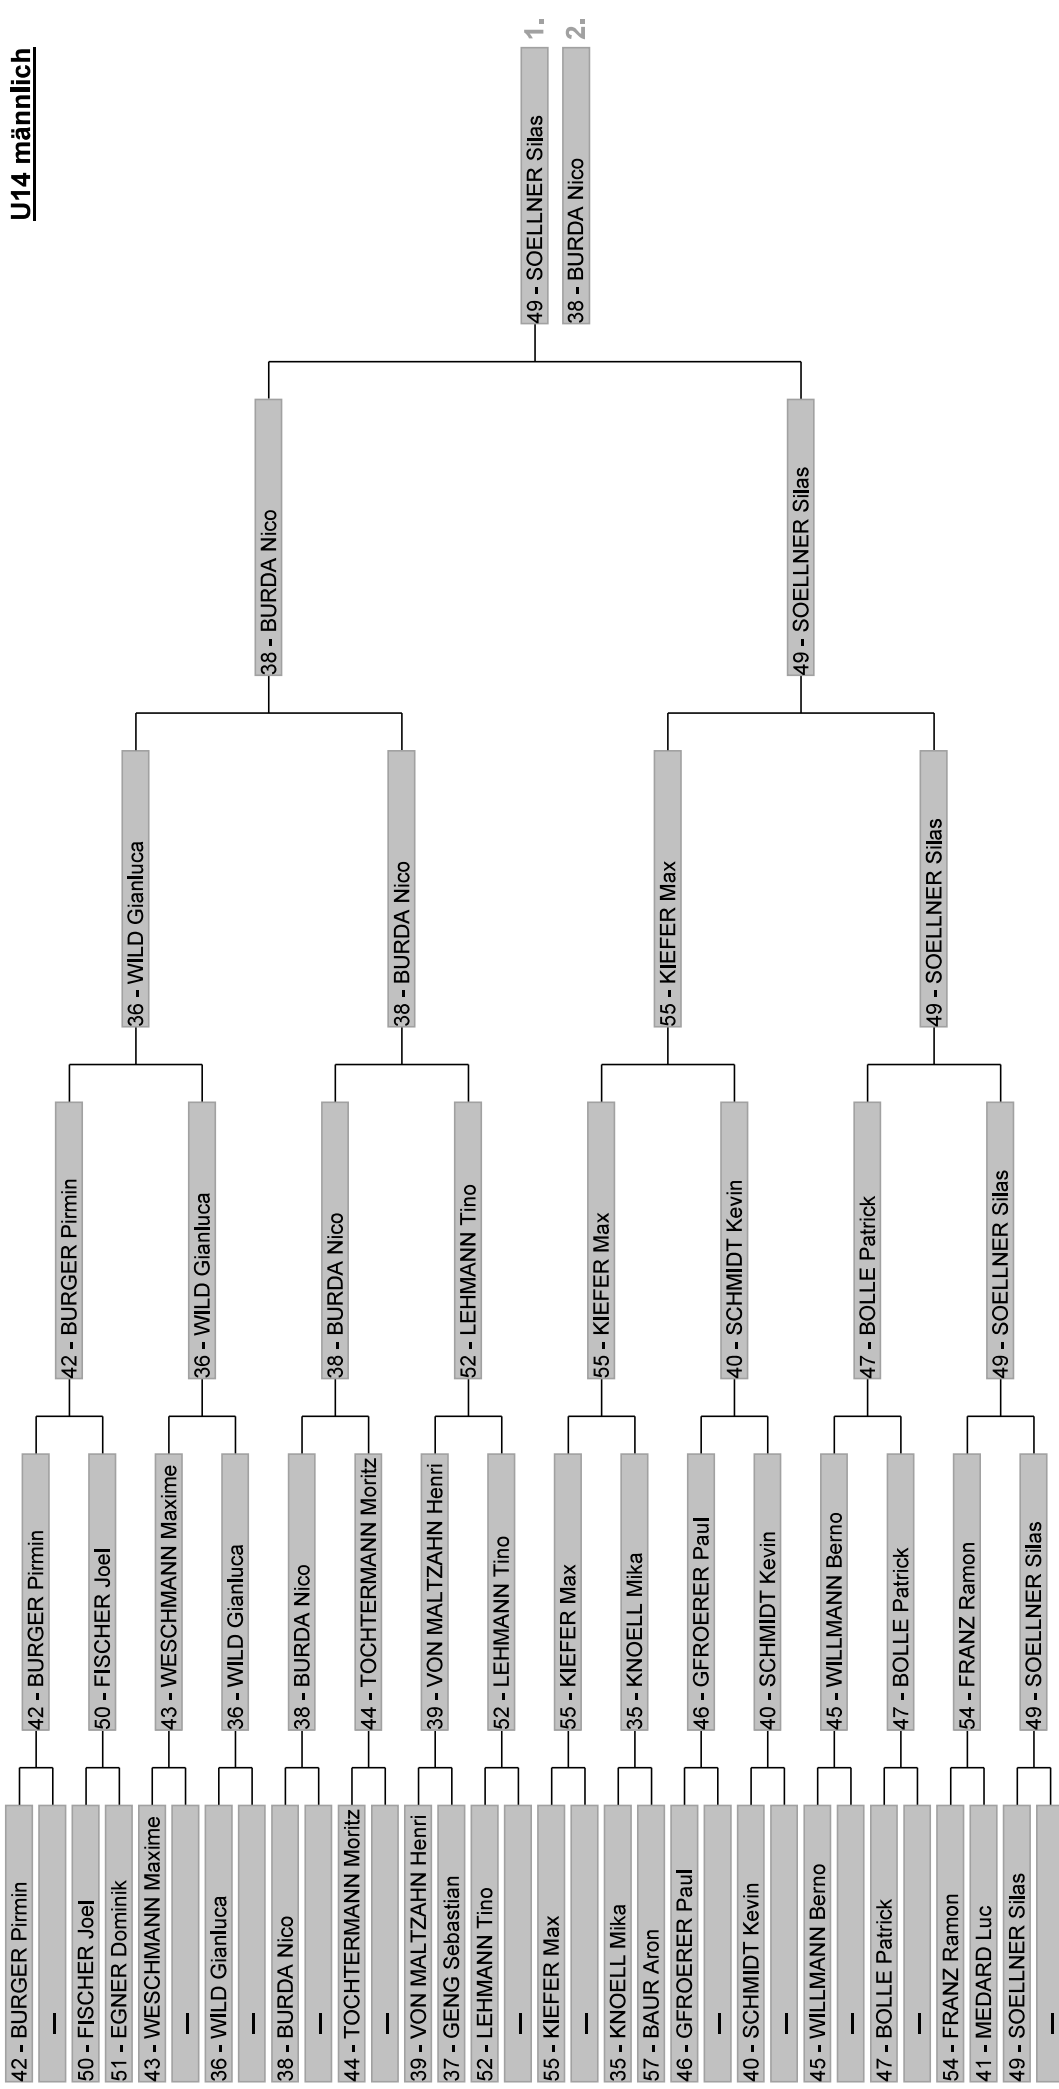 U14 männlich
42 - BURGER Pirmin
–
50 - FISCHER Joel
51 - EGNER Dominik
43 - WESCHMANN Maxime
–
36 - WILD Gianluca
–
38 - BURDA Nico
–
44 - TOCHTERMANN Moritz
–
39 - VON MALTZAHN Henri
37 - GENG Sebastian
52 - LEHMANN Tino
–
55 - KIEFER Max
–
35 - KNOELL Mika
57 - BAUR Aron
46 - GFROERER Paul
–
40 - SCHMIDT Kevin
–
45 - WILLMANN Berno
–
47 - BOLLE Patrick
–
54 - FRANZ Ramon
41 - MEDARD Luc
49 - SOELLNER Silas
–
42 - BURGER Pirmin
50 - FISCHER Joel
43 - WESCHMANN Maxime
36 - WILD Gianluca
38 - BURDA Nico
44 - TOCHTERMANN Moritz
39 - VON MALTZAHN Henri
52 - LEHMANN Tino
55 - KIEFER Max
35 - KNOELL Mika
46 - GFROERER Paul
40 - SCHMIDT Kevin
45 - WILLMANN Berno
47 - BOLLE Patrick
54 - FRANZ Ramon
49 - SOELLNER Silas
42 - BURGER Pirmin
36 - WILD Gianluca
38 - BURDA Nico
52 - LEHMANN Tino
55 - KIEFER Max
40 - SCHMIDT Kevin
47 - BOLLE Patrick
49 - SOELLNER Silas
36 - WILD Gianluca
38 - BURDA Nico
55 - KIEFER Max
49 - SOELLNER Silas
38 - BURDA Nico
49 - SOELLNER Silas
49 - SOELLNER Silas 1.
38 - BURDA Nico 2.